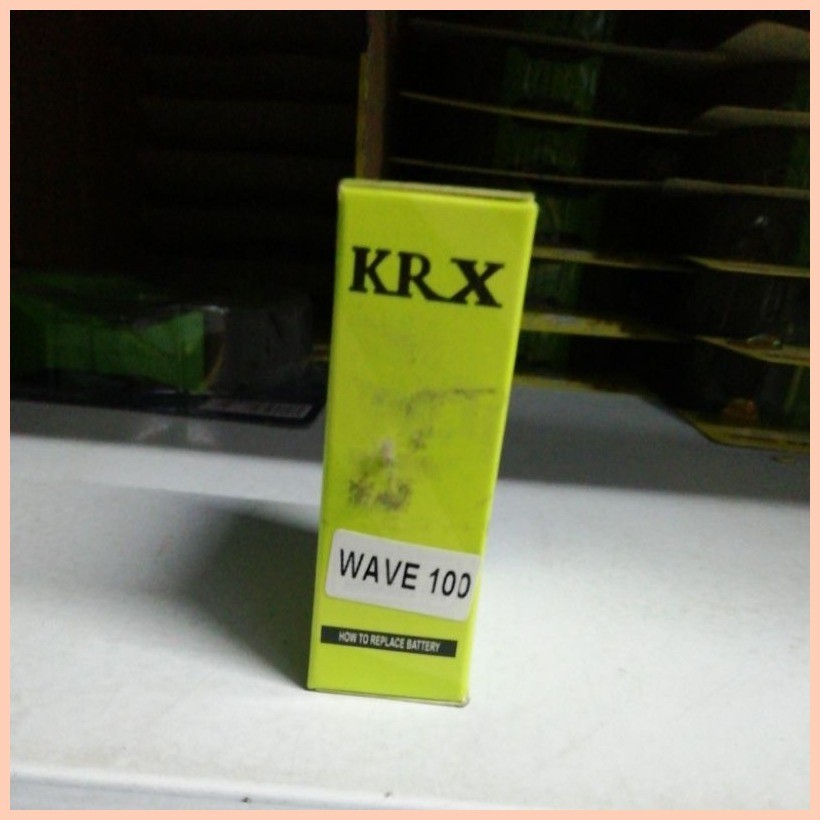 KRX
WAVE 100
HOW TO REPLACE BATTERY